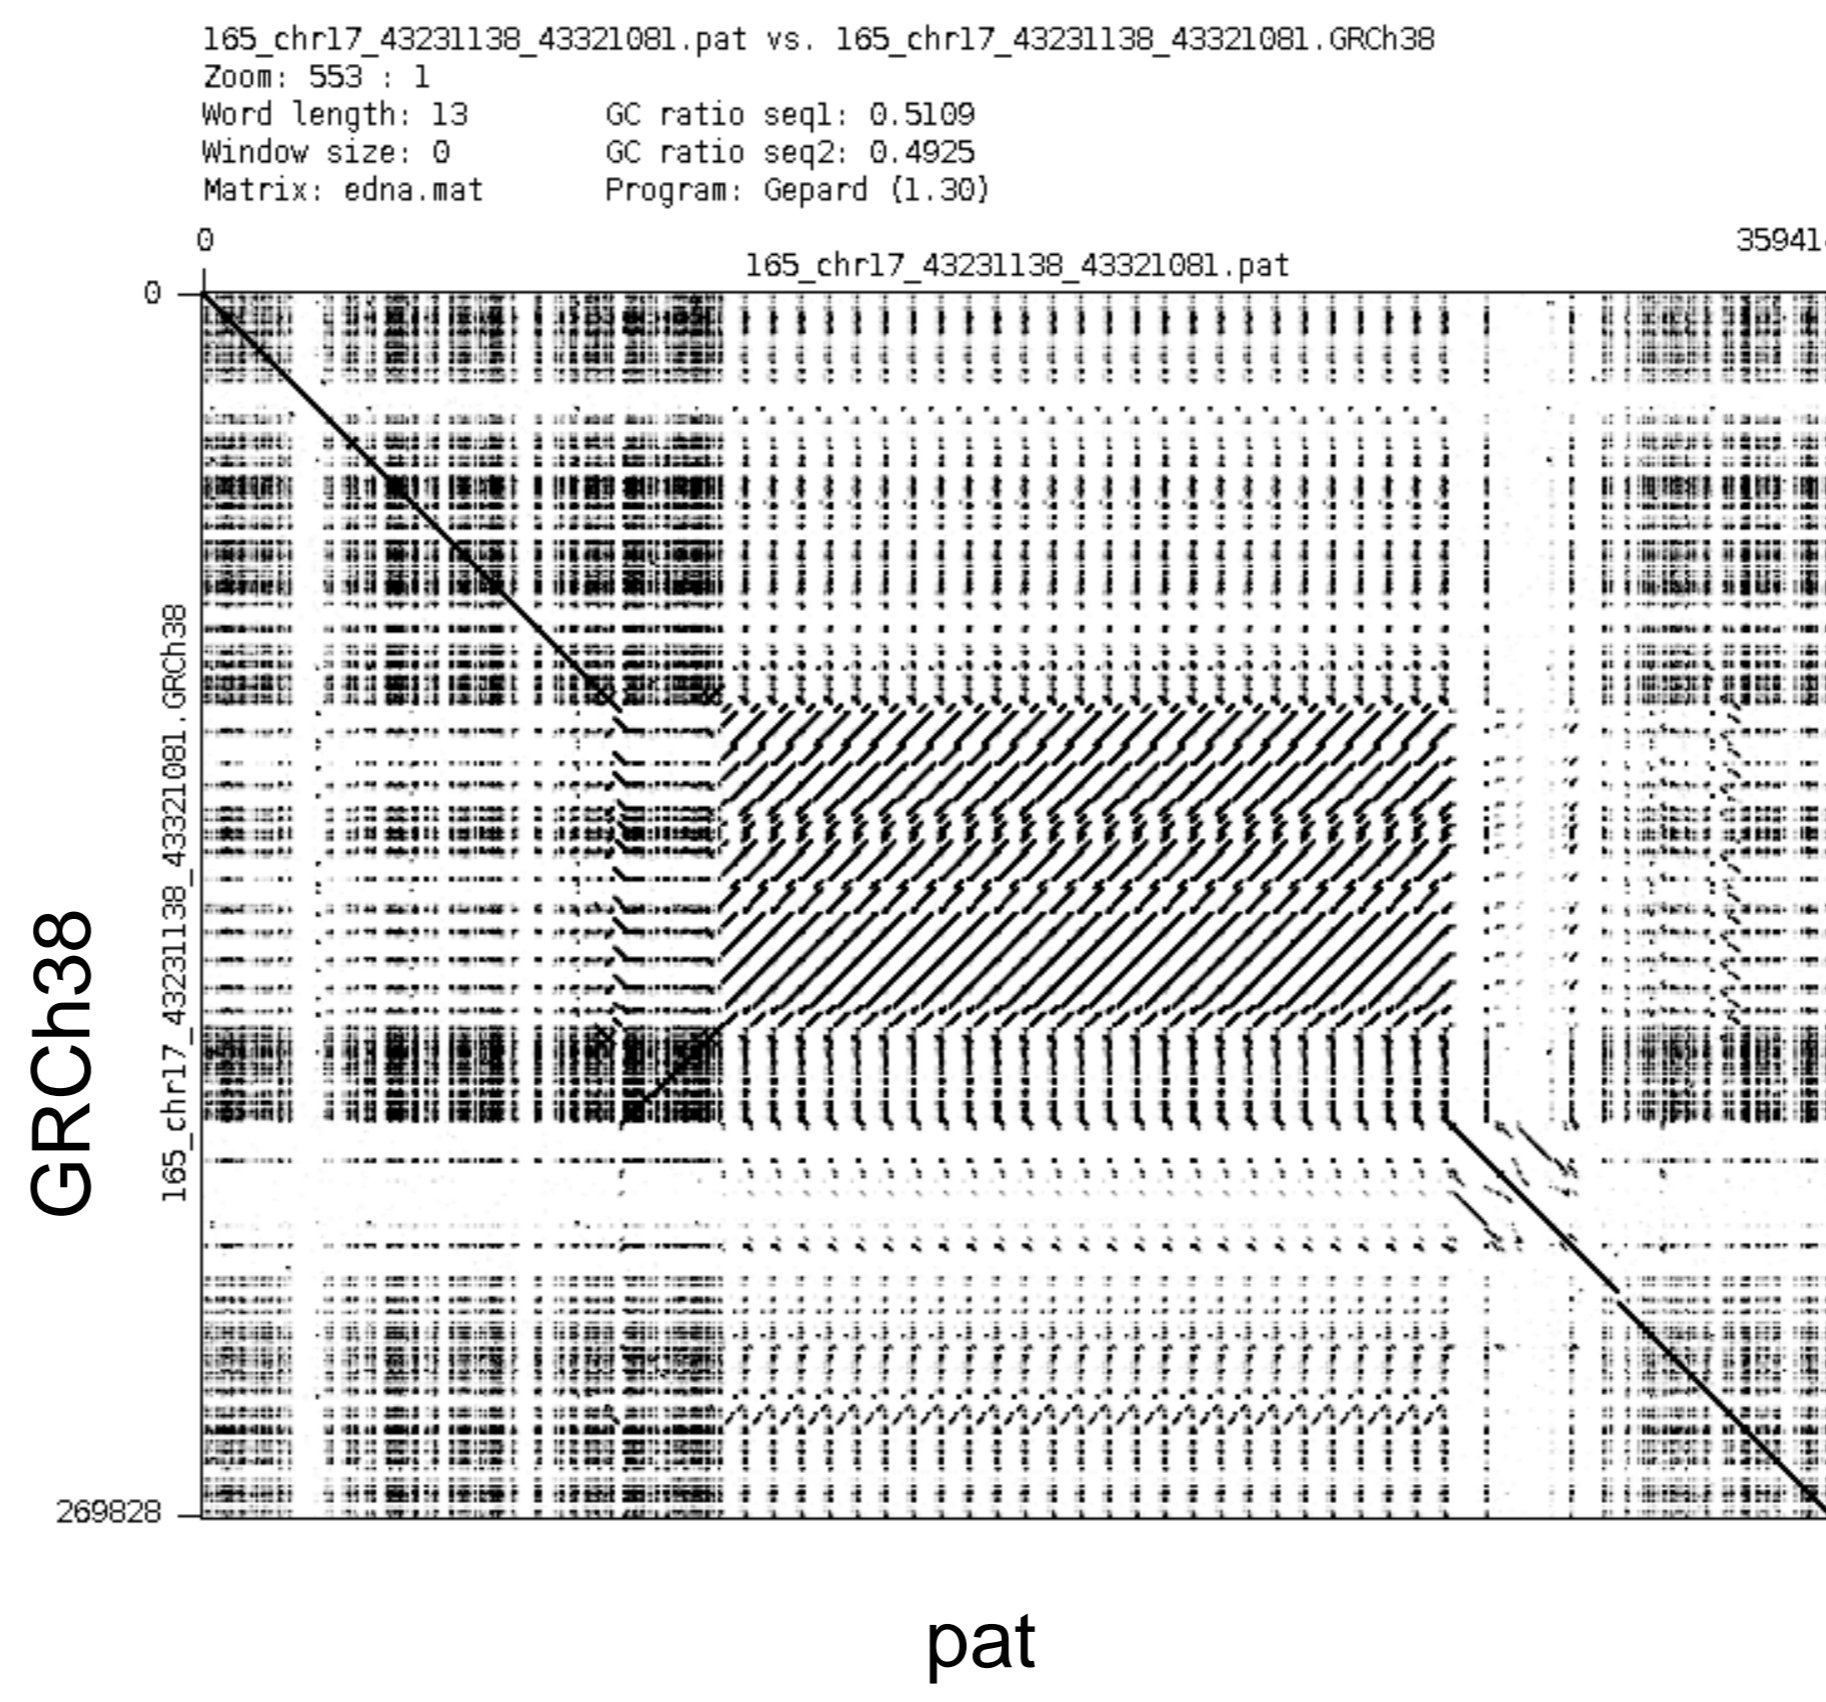 165_chr17_43231138_43321081.pat vs. 165_chr17_43231138_43321081.GRCh38
Zoom: 553 : 1
Word length: 13 GC ratio seq1: 0.5109
Window size: 0 GC ratio seq2: 0.4925
Matrix: edna.mat Program: Gepard (1.30)
0
35941
165_chr17_43231138_43321081.pat
0
165_chr17_43231138_43321081.GRCh38
GRCh38
269828
pat